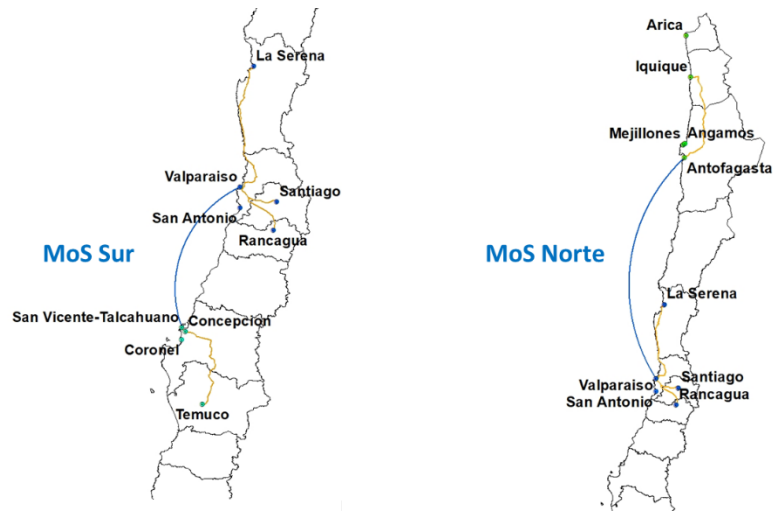 La Serena
Valparaiso
Santiago
San Antonio
Rancagua
MoS Sur
San Vicente-Talcahuano
Concepcion
Coronel
Temuco
Arica
Iquique
Mejillones
Angamos
Antofagasta
MoS Norte
La Serena
Valparaiso
Santiago
San Antonio
Rancagua